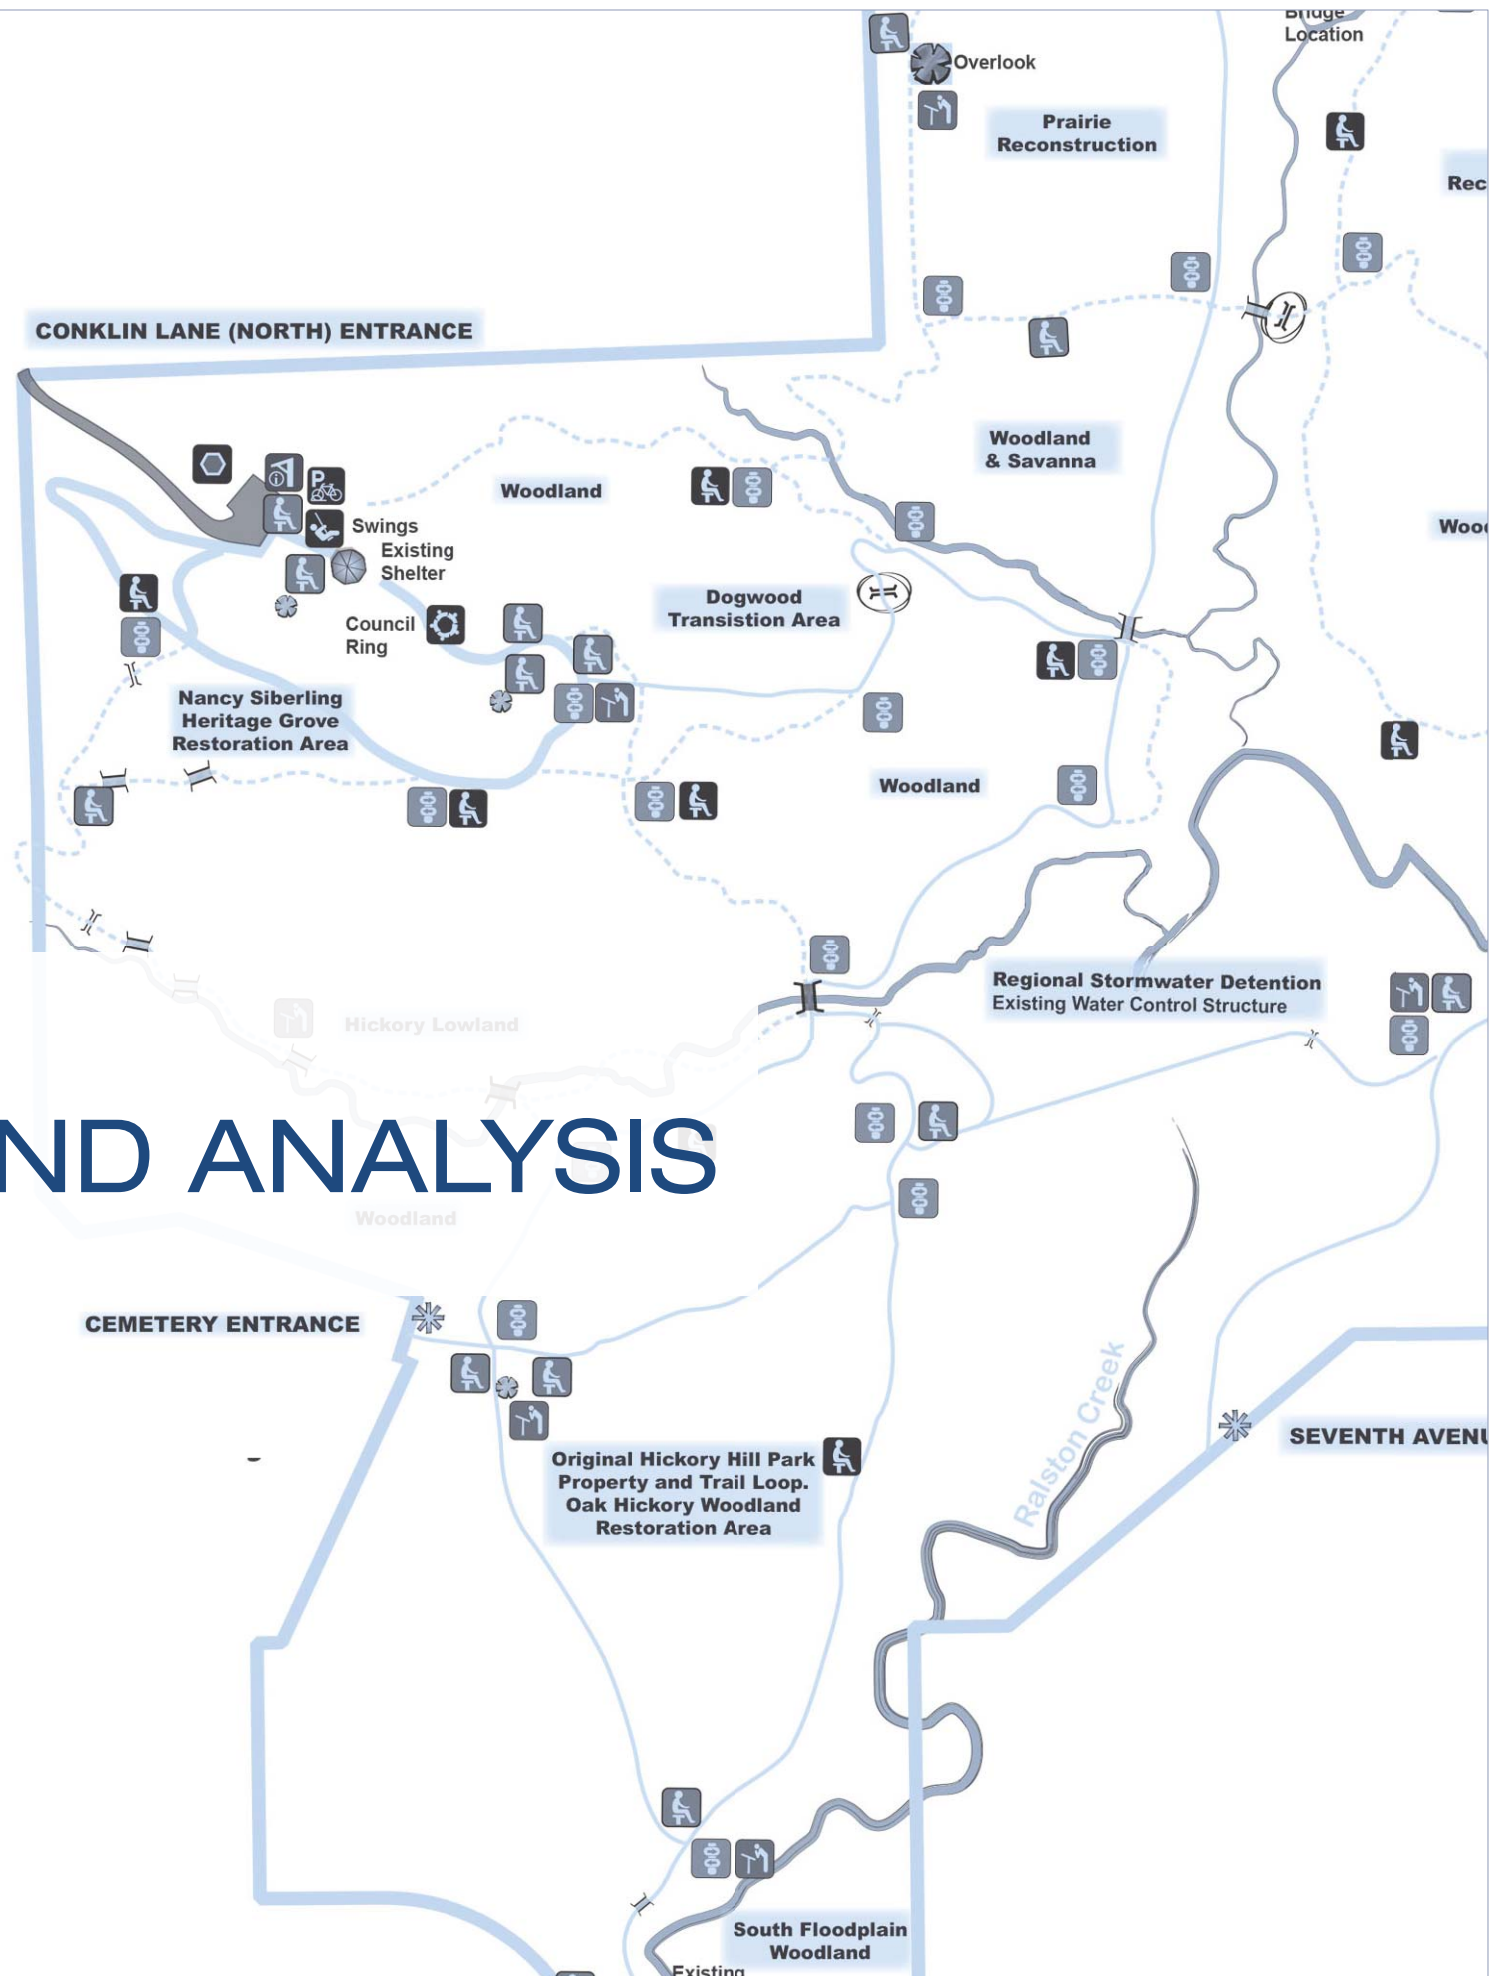 Bridge
Location
Overlook
Prairie
Reconstruction
Rec
CONKLIN LANE (NORTH) ENTRANCE
Woodland
& Savanna
Woodland
P
Swings
Existing
Shelter
Council
Ring
Dogwood
Transistion Area
Nancy Siberling
Heritage Grove
Restoration Area
Woodland
Regional Stormwater Detention
Existing Water Control Structure
Hickory Lowland
ND ANALYSIS
Woodland
CEMETERY ENTRANCE
Ralston Creek
SEVENTH AVENU
Original Hickory Hill Park
Property and Trail Loop.
Oak Hickory Woodland
Restoration Area
South Floodplain
Woodland
Existing